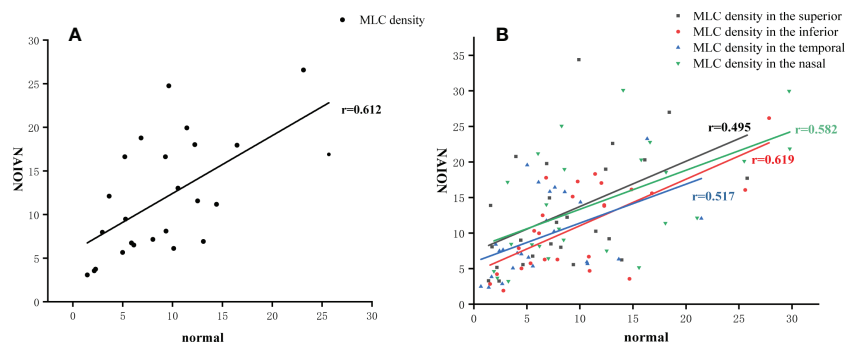 A
MLC density
30
25
20
15
10
5
0
NAION
r=0.612
0 5 10 15 20 25 30
normal
B
MLC density in the superior
MLC density in the inferior
MLC density in the temporal
MLC density in the nasal
35
30
25
20
15
10
5
0
NAION
r=0.495
r=0.582
r=0.619
r=0.517
0 5 10 15 20 25 30
normal